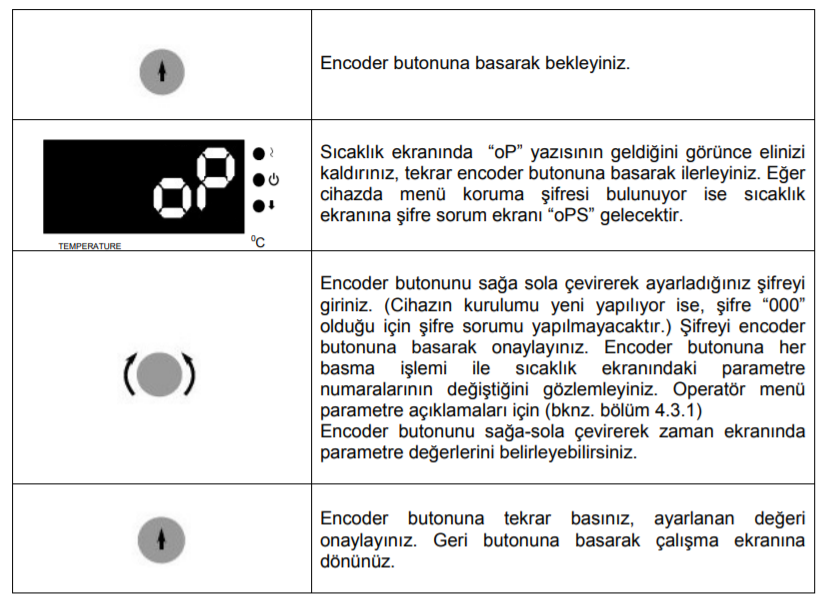 Encoder butonuna basarak bekleyiniz.
oP
TEMPERATURE
⁰C
Sıcaklık ekranında “oP” yazısının geldiğini görünce elinizi
kaldırınız, tekrar encoder butonuna basarak ilerleyiniz. Eğer
cihazda menü koruma şifresi bulunuyor ise sıcaklık
ekranına şifre sorum ekranı “oPS” gelecektir.
Encoder butonunu sağa sola çevirerek ayarladığınız şifreyi
giriniz. (Cihazın kurulumu yeni yapılıyor ise, şifre “000”
olduğu için şifre sorumu yapılmayacaktır.) Şifreyi encoder
butonuna basarak onaylayınız. Encoder butonuna her
basma işlemi ile sıcaklık ekranındaki parametre
numaralarının değiştiğini gözlemleyiniz. Operatör menü
parametre açıklamaları için (bknz. bölüm 4.3.1)
Encoder butonunu sağa-sola çevirerek zaman ekranında
parametre değerlerini belirleyebilirsiniz.
Encoder butonuna tekrar basınız, ayarlanan değeri
onaylayınız. Geri butonuna basarak çalışma ekranına
dönünüz.